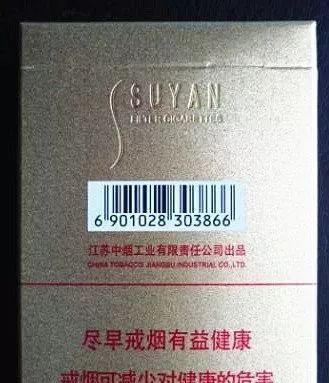 SUYAN
FILTER CIGARETTES
6 901028 303866
江苏中烟工业有限责任公司出品
CHINA TOBACCO JIANGSU INDUSTRIAL CO.,LTD.
尽早戒烟有益健康
戒烟可减少对健康的危害